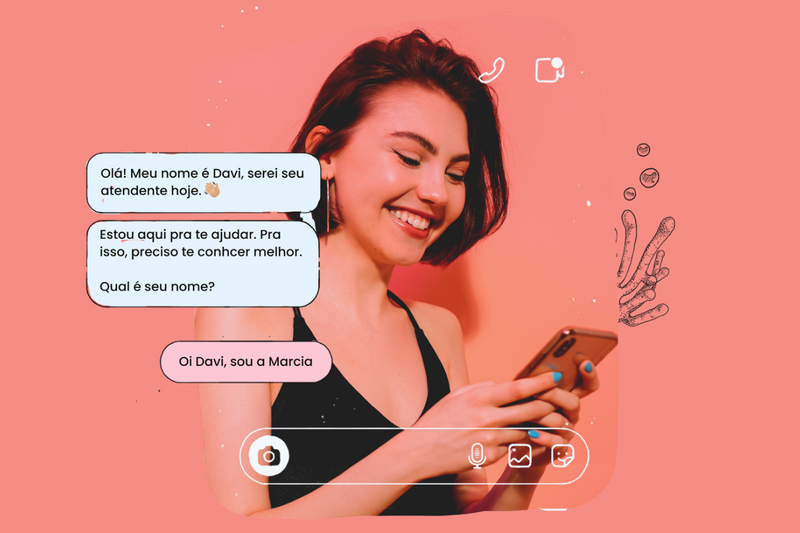 Olá! Meu nome é Davi, serei seu
atendente hoje. 👋🏼
Estou aqui pra te ajudar. Pra
isso, preciso te conhcer melhor.
Qual é seu nome?
Oi Davi, sou a Marcia